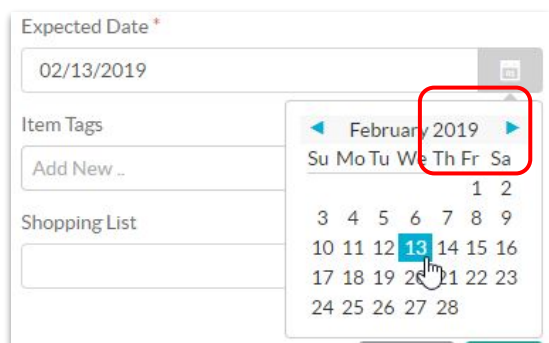 Expected Date *
02/13/2019
Item Tags
Add New ..
Shopping List
February 2019
Su Mo Tu We Th Fr Sa
1 2
3 4 5 6 7 8 9
10 11 12 13 14 15 16
17 18 19 20 21 22 23
24 25 26 27 28